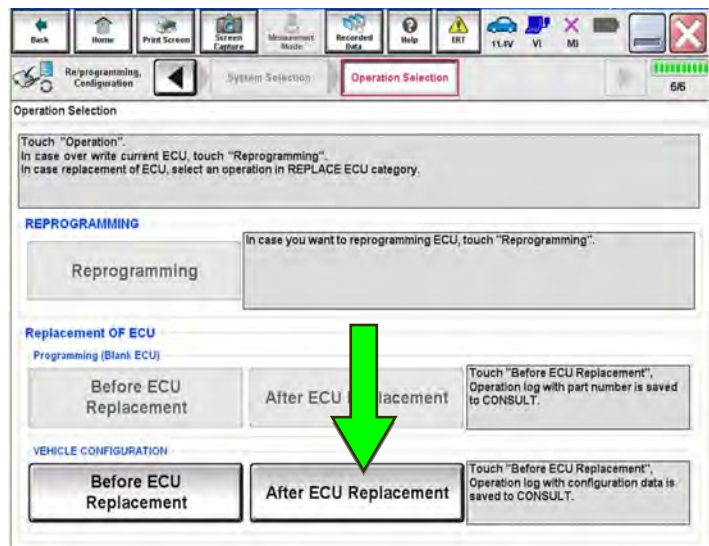 Back
Home
Print Screen
Screen Capture
Measurement Mode
Recorded Data
Help
ERT
11.4V
VI
MI
Re/programming, Configuration
System Selection
Operation Selection
6/6
Operation Selection
Touch "Operation".
In case over write current ECU, touch "Reprogramming".
In case replacement of ECU, select an operation in REPLACE ECU category.
REPROGRAMMING
Reprogramming
In case you want to reprogramming ECU, touch "Reprogramming".
Replacement OF ECU
Programming (Blank ECU)
Before ECU
Replacement
After ECU lacement
Touch "Before ECU Replacement",
Operation log with part number is saved
to CONSULT.
VEHICLE CONFIGURATION
Before ECU
Replacement
After ECU Replacement
Touch "Before ECU Replacement",
Operation log with configuration data is
saved to CONSULT.